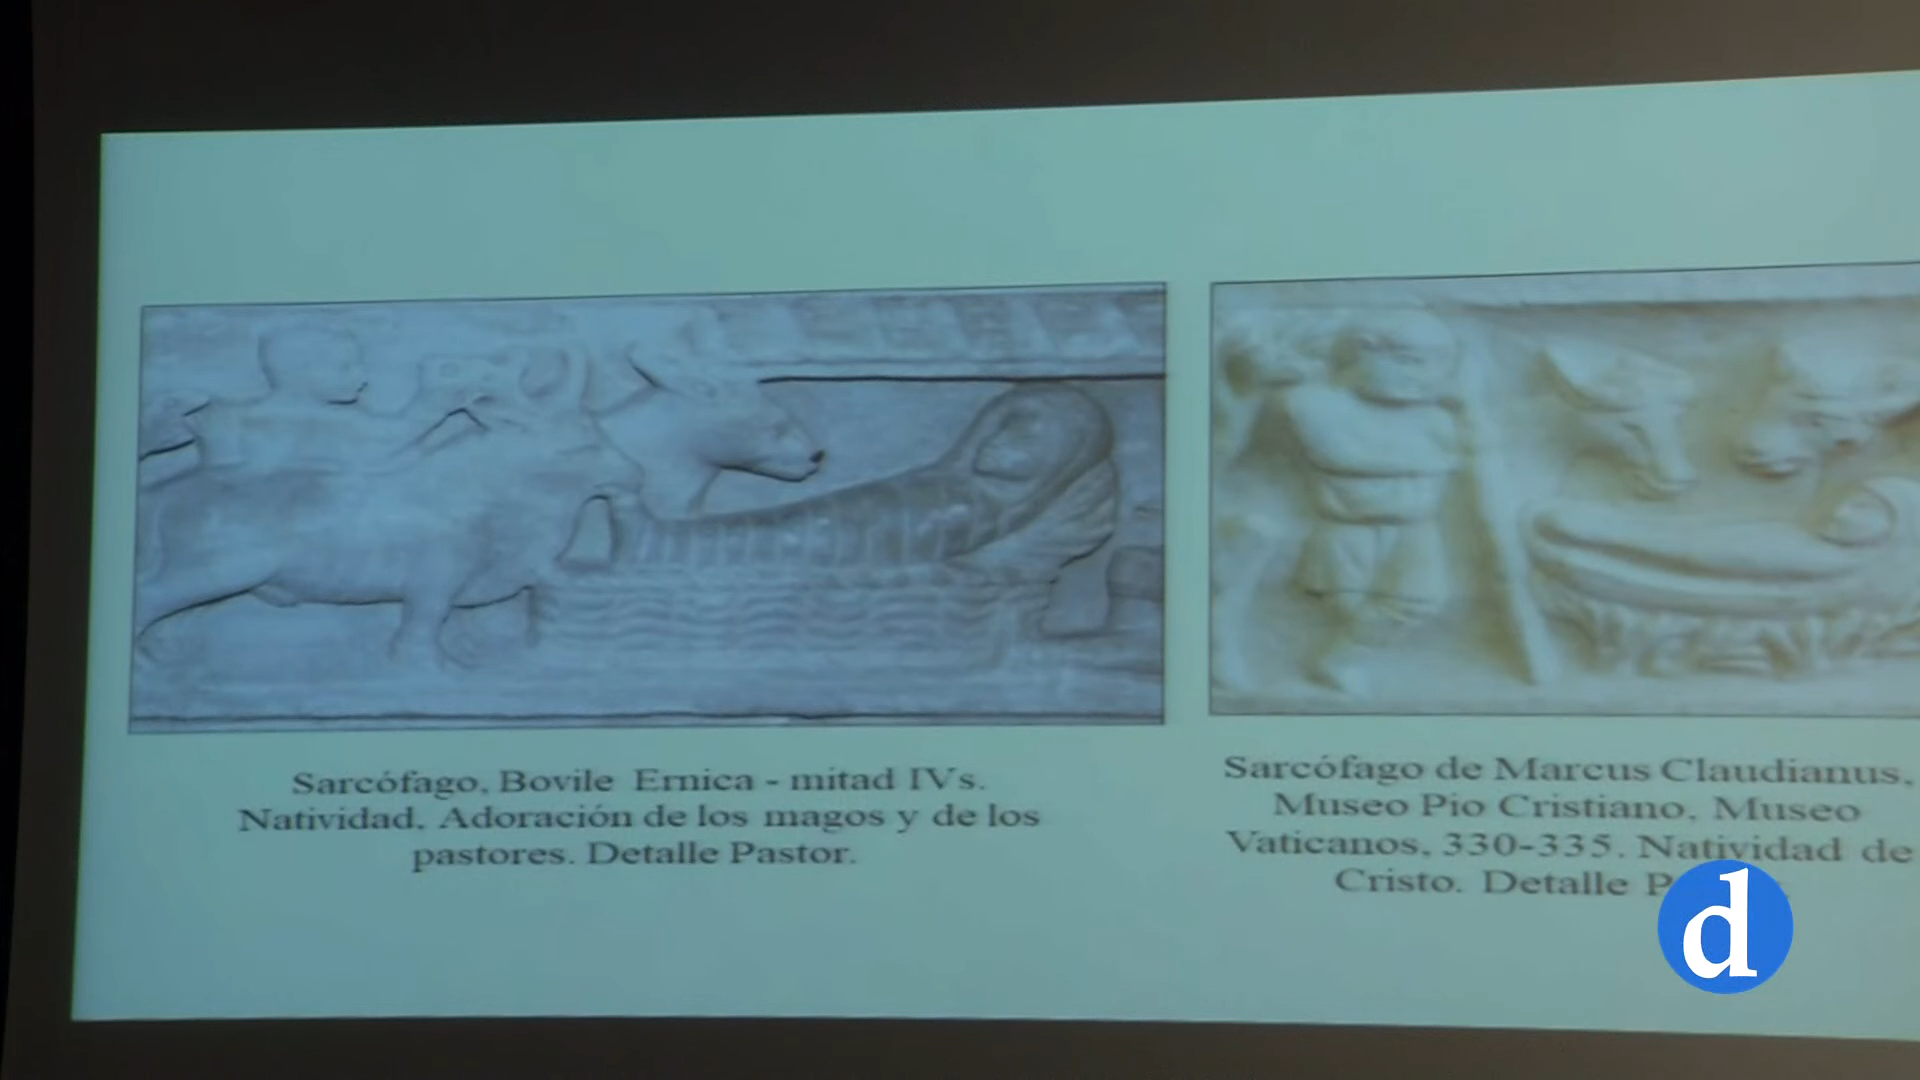 Sarcófago, Bovile Ernica - mitad IVs.
Natividad. Adoración de los magos y de los
pastores. Detalle Pastor.
Sarcófago de Marcus Claudianus,
Museo Pio Cristiano, Museo
Vaticanos, 330-335. Natividad de
Cristo. Detalle
d